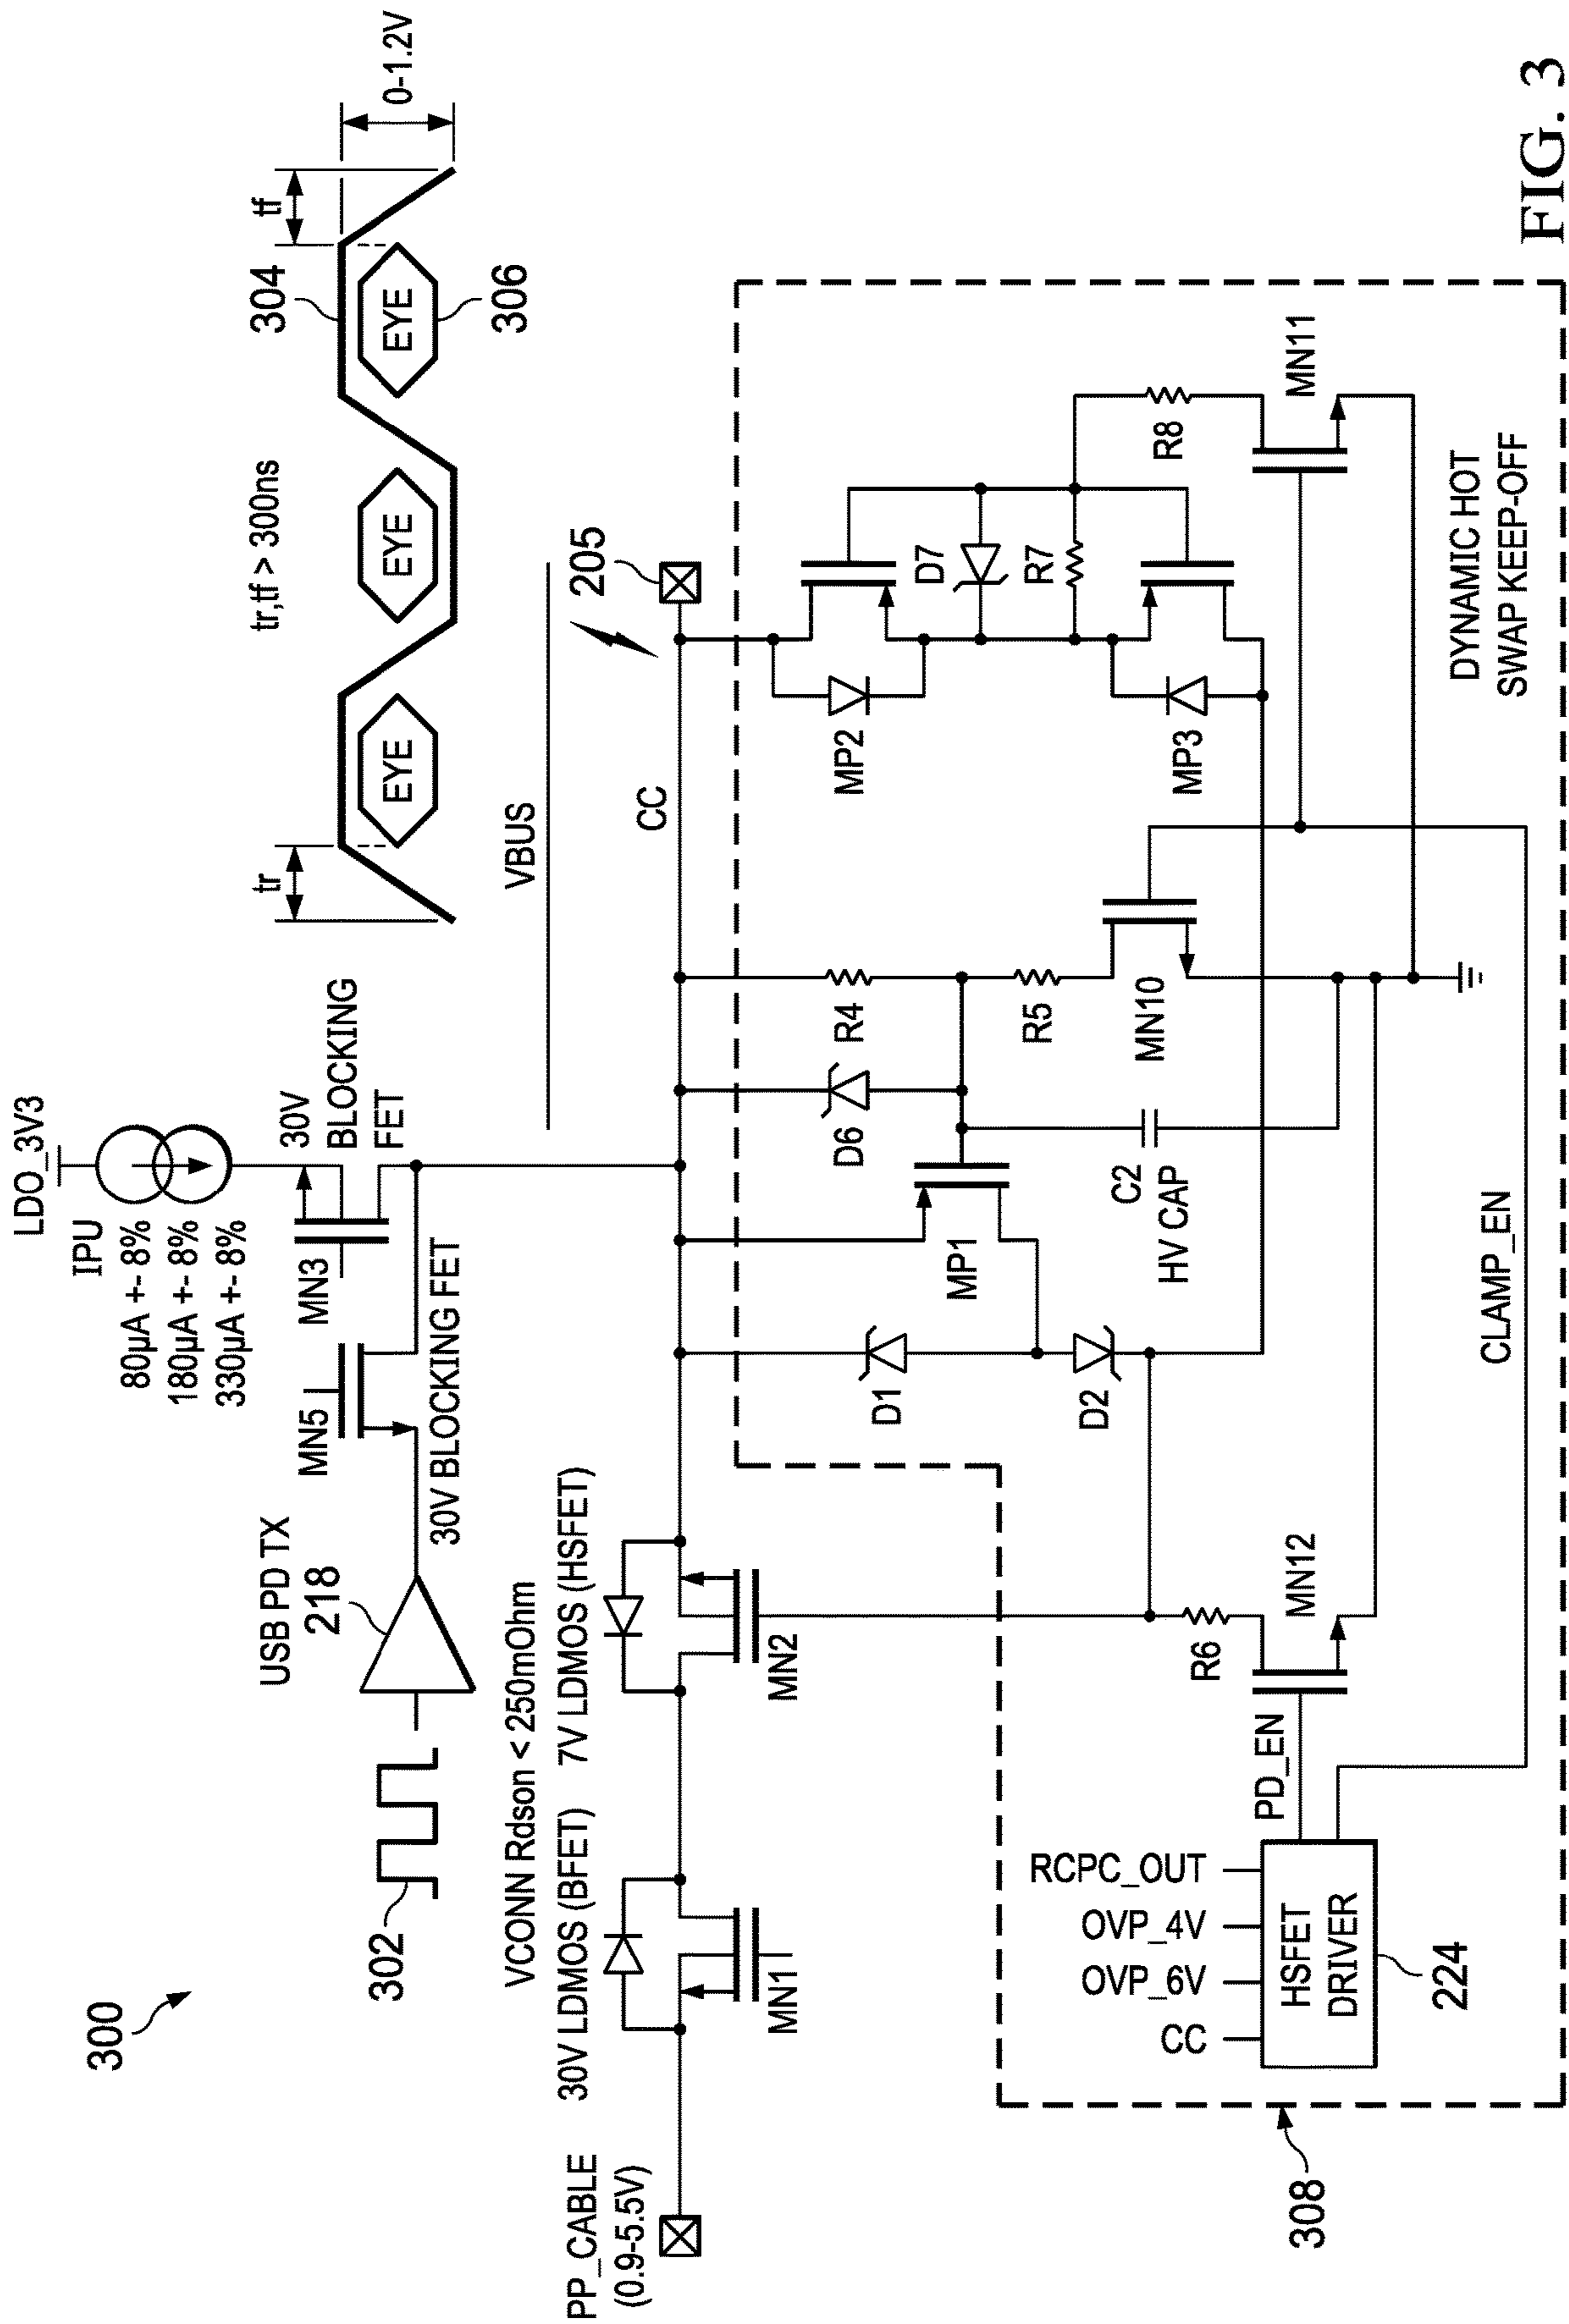 300
302
USB PD TX
218
MN5
30V BLOCKING FET
LDO_3V3
IPU
80µA +- 8%
180µA +- 8%
330µA +- 8%
MN3
30V
BLOCKING
FET
tr
tr,tf > 300ns
304
tf
0-1.2V
EYE
EYE
EYE
306
VBUS
205
CC
PP_CABLE
(0.9-5.5V)
VCONN Rdson < 250mOhm
30V LDMOS (BFET)
7V LDMOS (HSFET)
MN1
MN2
D1
D2
MP1
D6
R4
R5
C2
HV CAP
MN10
MP2
MP3
D7
R7
R8
MN11
R6
MN12
PD_EN
CLAMP_EN
RCPC_OUT
OVP_4V
OVP_6V
CC
HSFET
DRIVER
224
308
DYNAMIC HOT
SWAP KEEP-OFF
FIG. 3